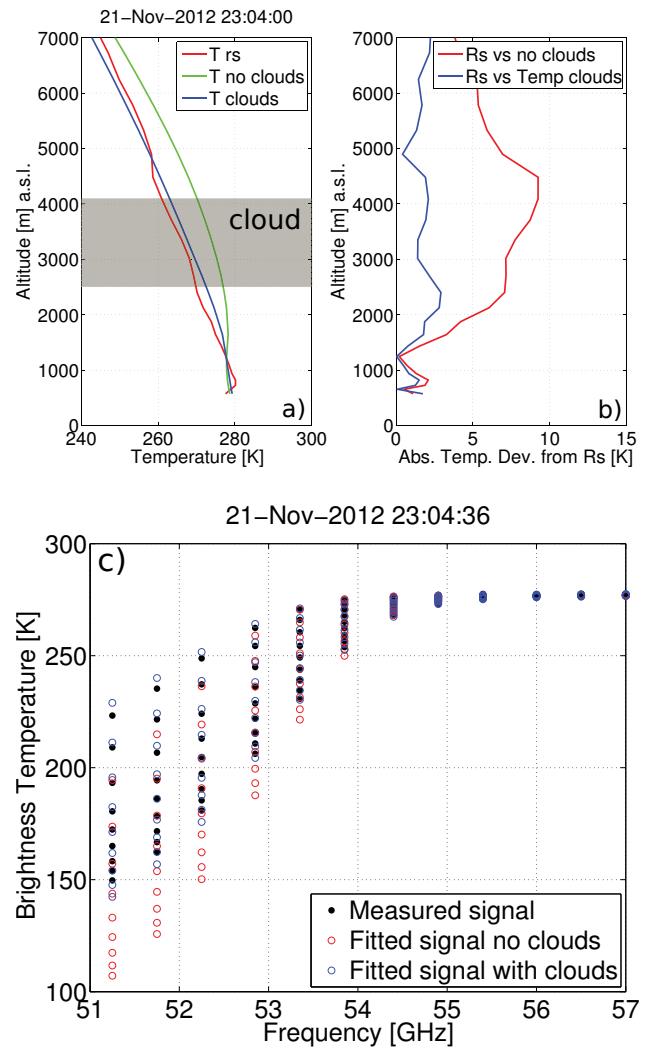 21−Nov−2012 23:04:00
7000
6000
5000
4000
3000
2000
1000
0
Altitude [m] a.s.l.
T rs
T no clouds
T clouds
cloud
a)
240 260 280 300
Temperature [K]
7000
6000
5000
4000
3000
2000
1000
0
Altitude [m] a.s.l.
Rs vs no clouds
Rs vs Temp clouds
b)
0 5 10 15
Abs. Temp. Dev. from Rs [K]
21−Nov−2012 23:04:36
c)
300
250
200
150
100
Brightness Temperature [K]
Measured signal
Fitted signal no clouds
Fitted signal with clouds
51 52 53 54 55 56 57
Frequency [GHz]